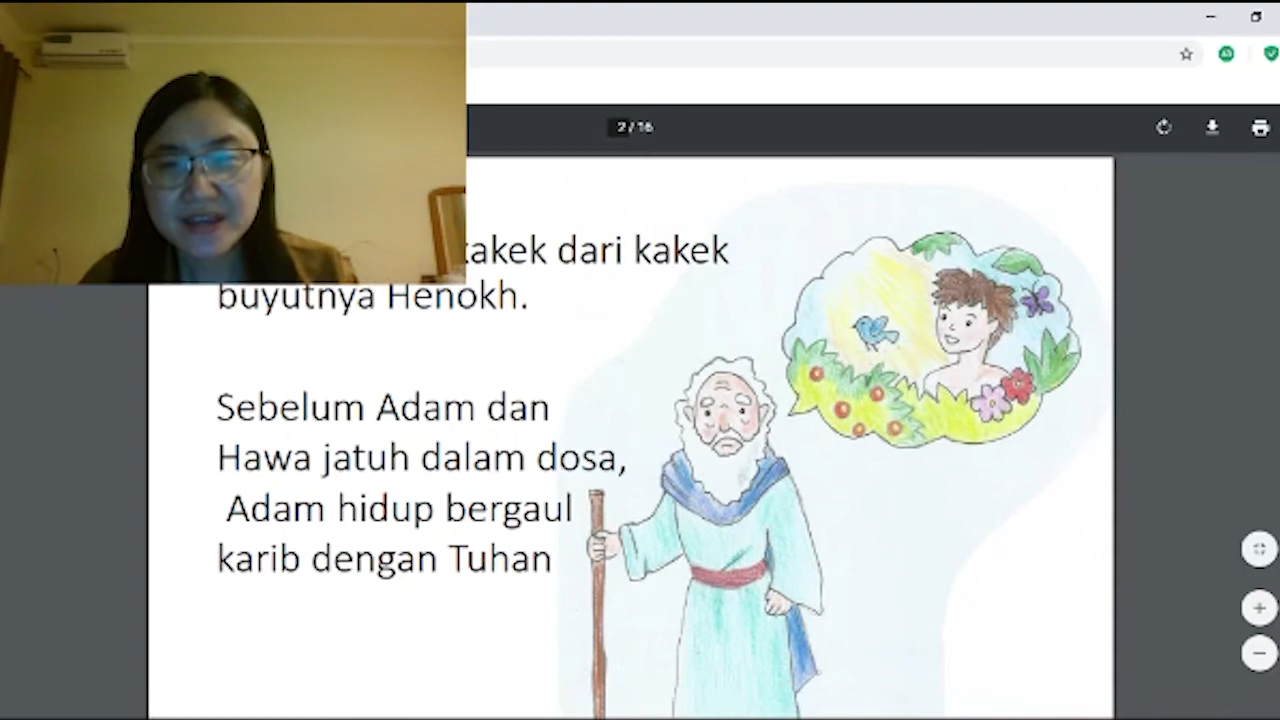 2 / 16
kakek dari kakek
buyutnya Henokh.
Sebelum Adam dan
Hawa jatuh dalam dosa,
Adam hidup bergaul
karib dengan Tuhan